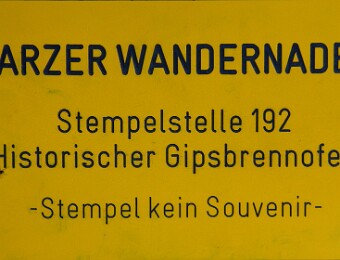 ARZER WANDERNADE
Stempelstelle 192
Historischer Gipsbrennofe
-Stempel kein Souvenir-